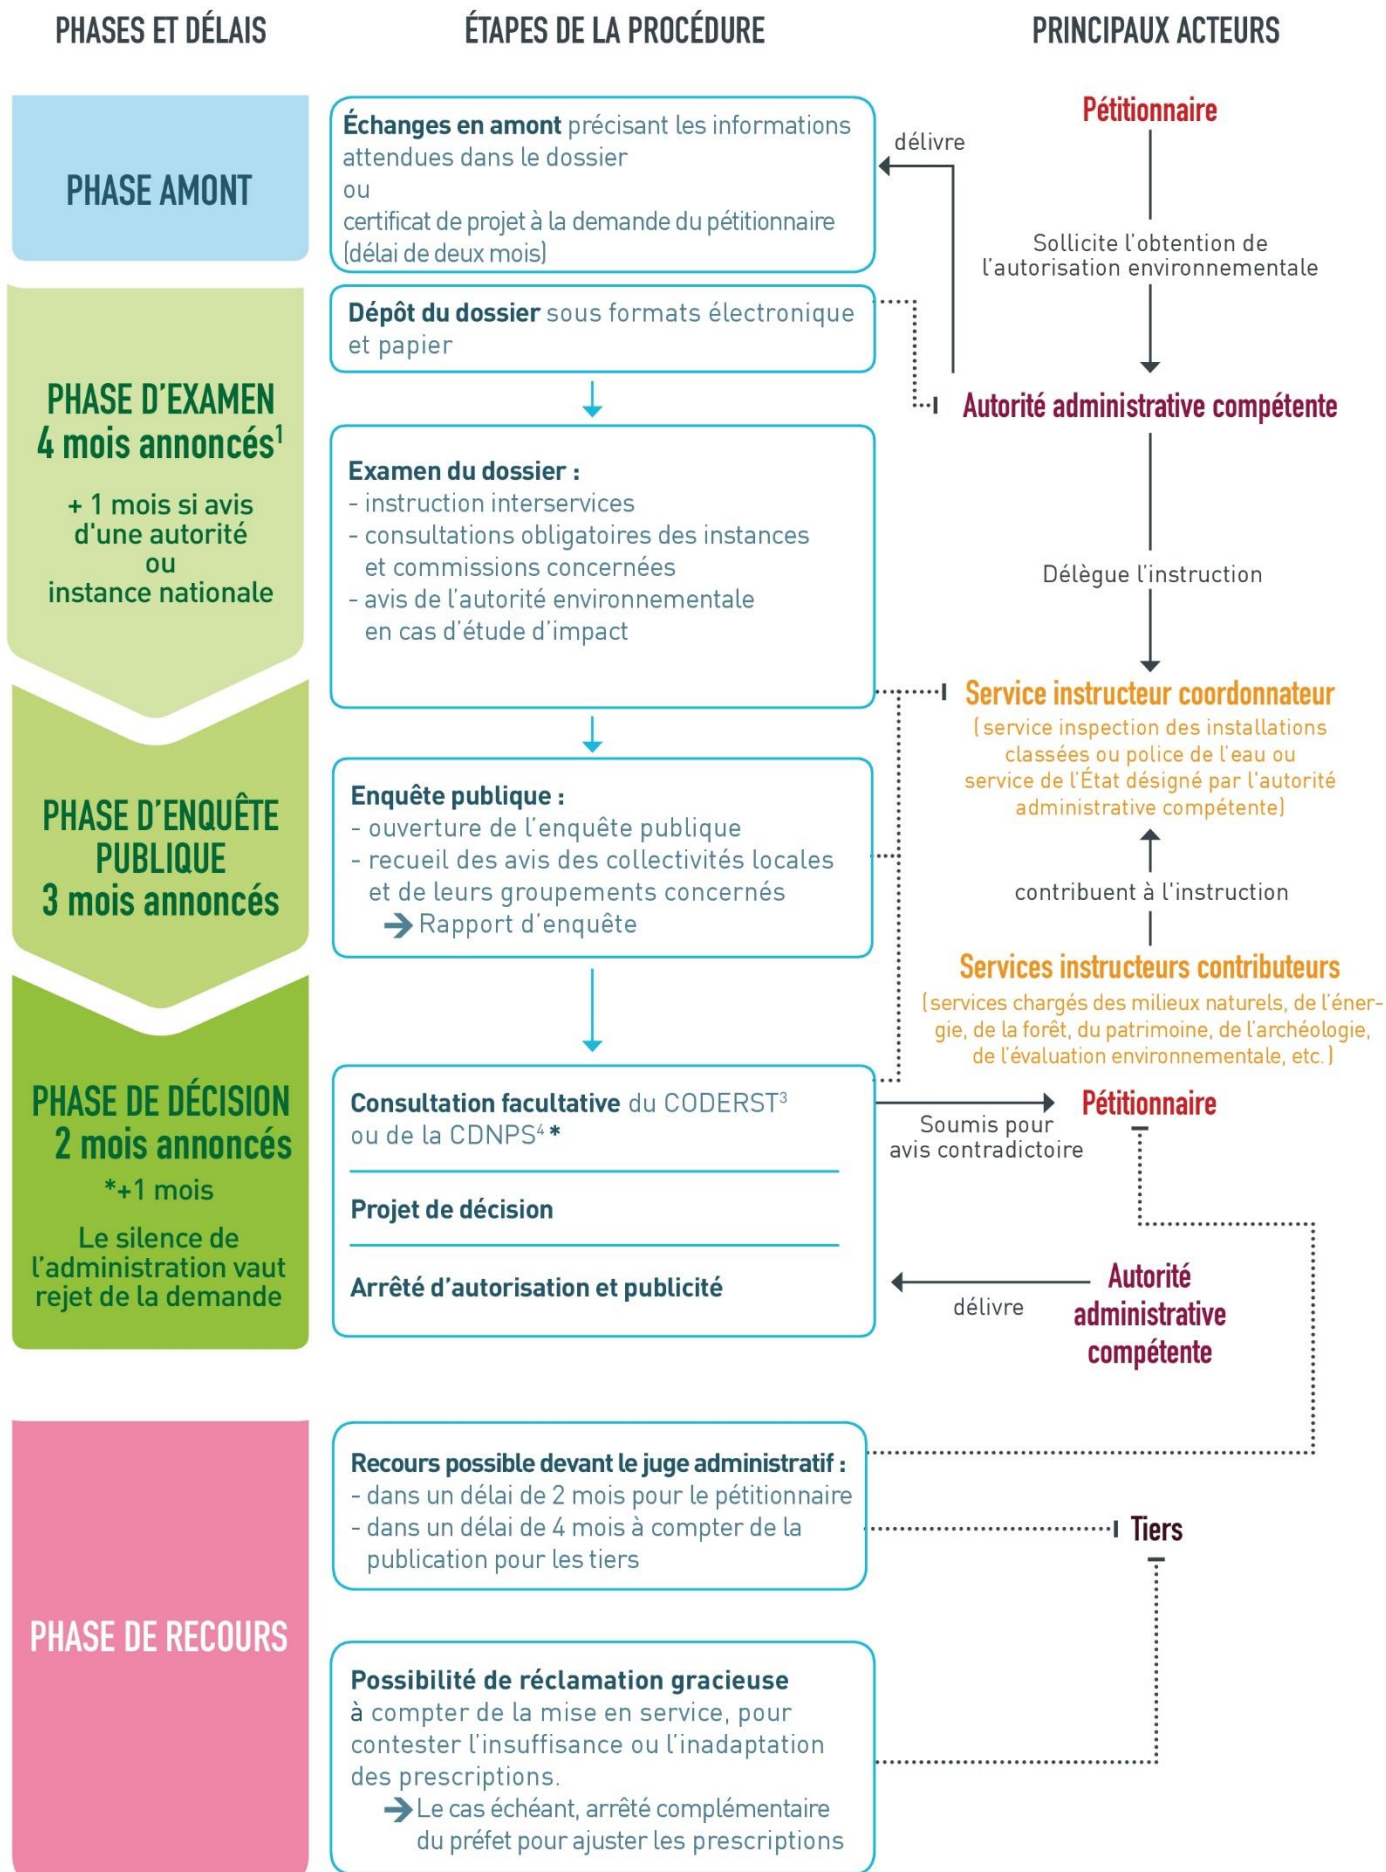 PHASES ET DÉLAIS
ÉTAPES DE LA PROCÉDURE
PRINCIPAUX ACTEURS
PHASE AMONT
Échanges en amont précisant les informations
attendues dans le dossier
ou
certificat de projet à la demande du pétitionnaire
(délai de deux mois)
délivre
Pétitionnaire
Sollicite l'obtention de
l'autorisation environnementale
PHASE D'EXAMEN
4 mois annoncés¹
+ 1 mois si avis
d'une autorité
ou
instance nationale
Dépôt du dossier sous formats électronique
et papier
Autorité administrative compétente
Examen du dossier :
- instruction interservices
- consultations obligatoires des instances
et commissions concernées
- avis de l'autorité environnementale
en cas d'étude d'impact
Délègue l'instruction
Service instructeur coordonnateur
(service inspection des installations
classées ou police de l'eau ou
service de l'État désigné par l'autorité
administrative compétente)
PHASE D'ENQUÊTE
PUBLIQUE
3 mois annoncés
Enquête publique :
- ouverture de l'enquête publique
- recueil des avis des collectivités locales
et de leurs groupements concernés
➔ Rapport d'enquête
contribuent à l'instruction
Services instructeurs contributeurs
(services chargés des milieux naturels, de l'éner-
gie, de la forêt, du patrimoine, de l'archéologie,
de l'évaluation environnementale, etc.)
PHASE DE DÉCISION
2 mois annoncés
*+1 mois
Le silence de
l'administration vaut
rejet de la demande
Consultation facultative du CODERST³
ou de la CDNPS⁴ *
Projet de décision
Arrêté d'autorisation et publicité
Soumis pour
avis contradictoire
Pétitionnaire
délivre
Autorité
administrative
compétente
PHASE DE RECOURS
Recours possible devant le juge administratif :
- dans un délai de 2 mois pour le pétitionnaire
- dans un délai de 4 mois à compter de la
publication pour les tiers
Tiers
Possibilité de réclamation gracieuse
à compter de la mise en service, pour
contester l'insuffisance ou l'inadaptation
des prescriptions.
➔ Le cas échéant, arrêté complémentaire
du préfet pour ajuster les prescriptions